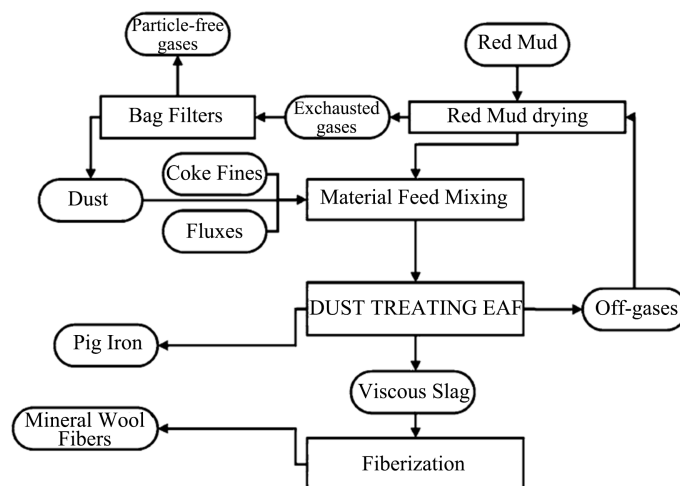 Particle-free
gases
Red Mud
Bag Filters
Exchausted
gases
Red Mud drying
Coke Fines
Dust
Material Feed Mixing
Fluxes
DUST TREATING EAF
Off-gases
Pig Iron
Viscous Slag
Mineral Wool
Fibers
Fiberization